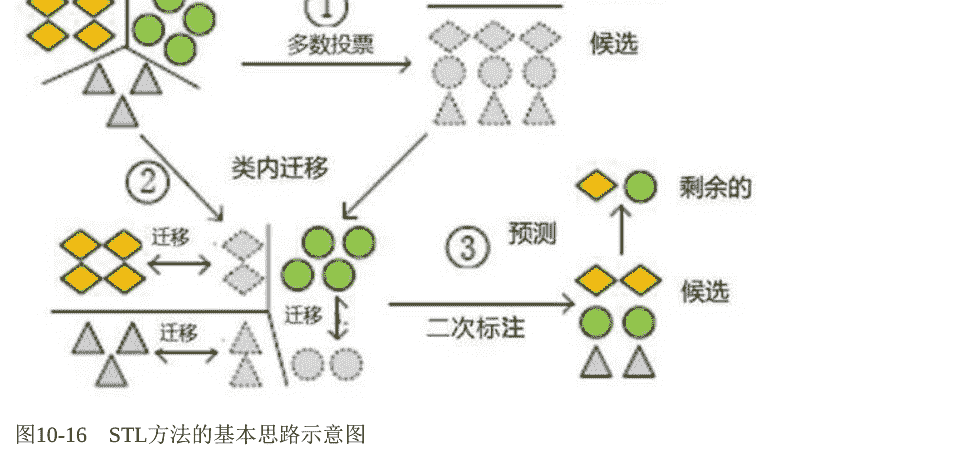 ①
多数投票
候选
②
类内迁移
剩余的
迁移
③
预测
候选
迁移
迁移
二次标注
图10-16 STL方法的基本思路示意图